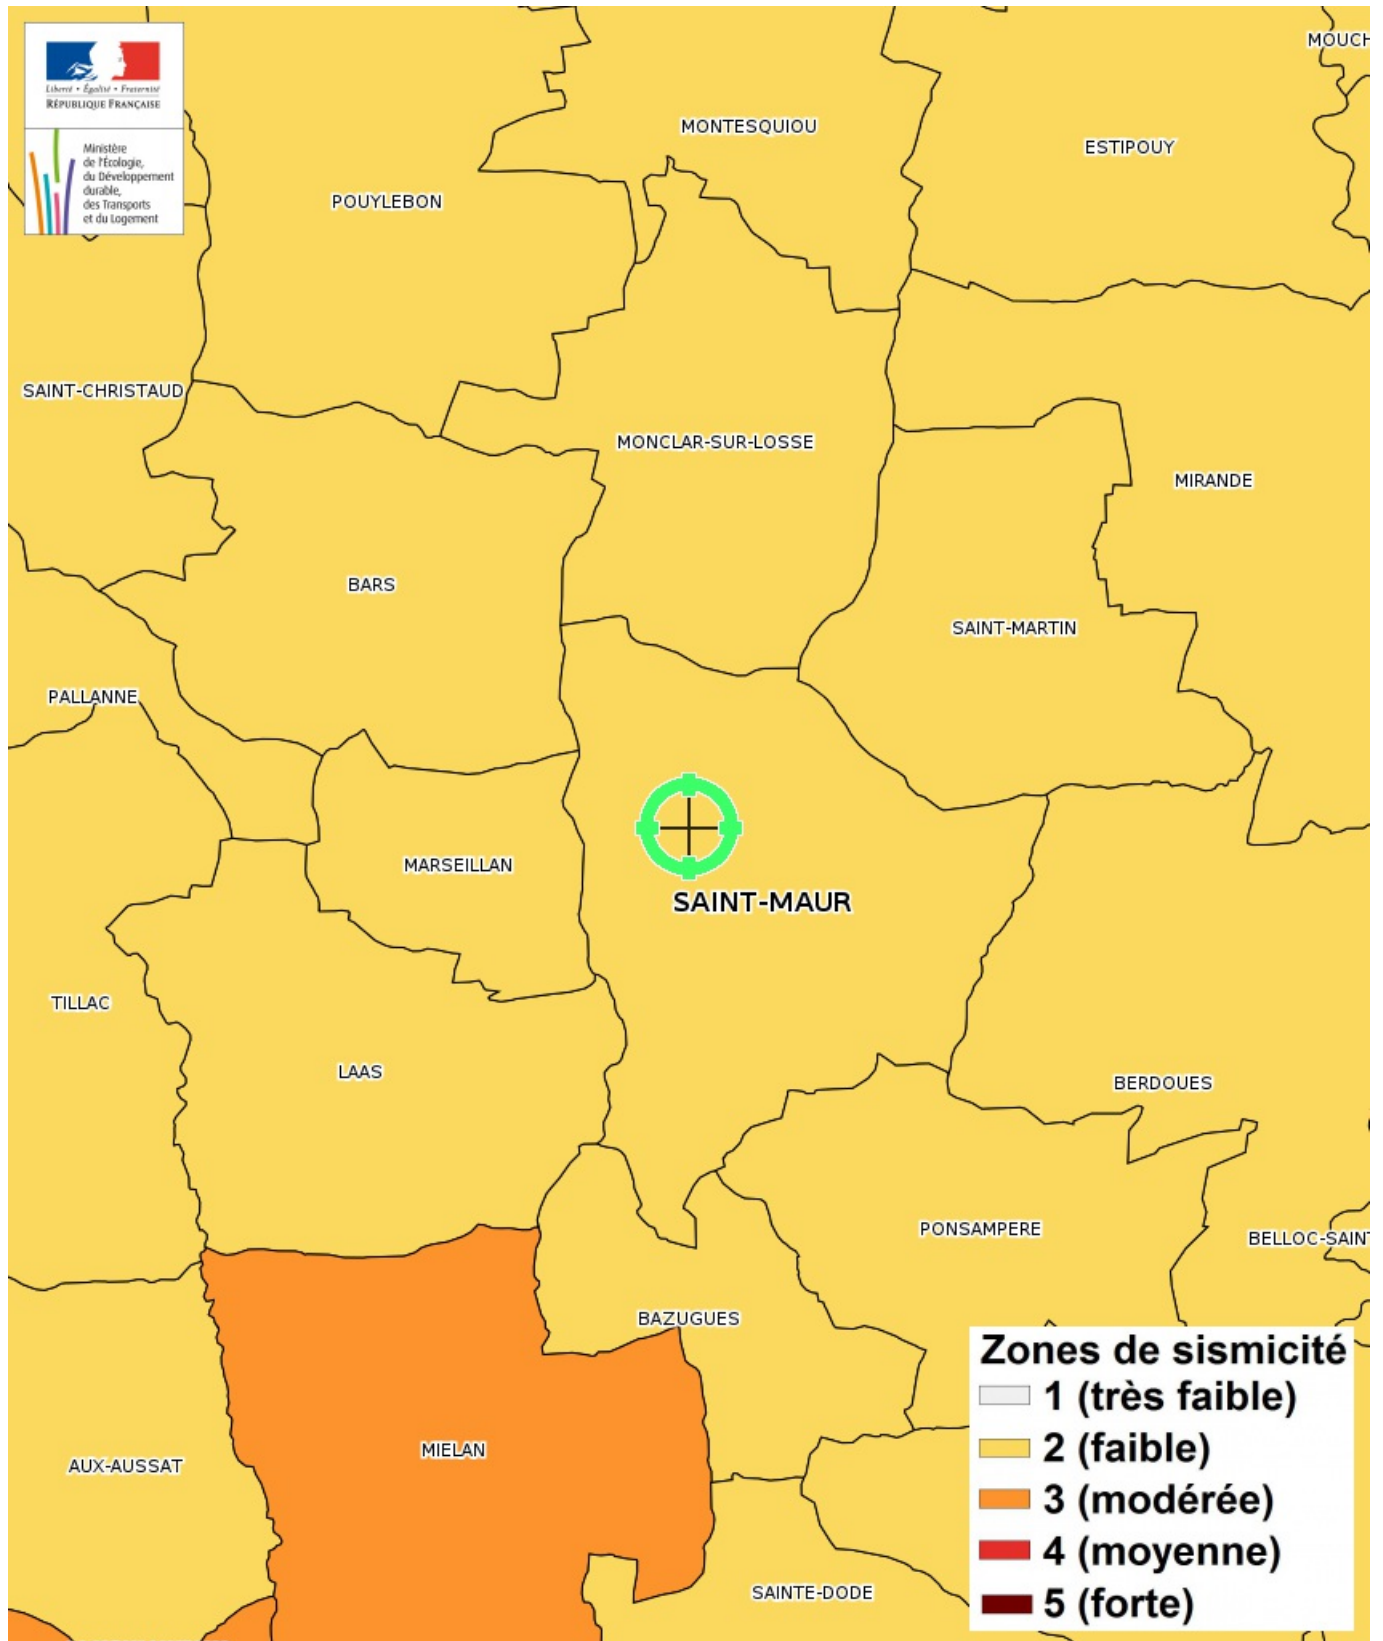 Liberté • Égalité • Fraternité
RÉPUBLIQUE FRANÇAISE
Ministère
de l'Écologie,
du Développement
durable,
des Transports
et du Logement
MOUCH
MONTESQUIOU
ESTIPOUY
POUYLEBON
SAINT-CHRISTAUD
MONCLAR-SUR-LOSSE
MIRANDE
BARS
SAINT-MARTIN
PALLANNE
MARSEILLAN
SAINT-MAUR
TILLAC
LAAS
BERDOUES
PONSAMPERE
BELLOC-SAINT
BAZUGUES
MIELAN
AUX-AUSSAT
SAINTE-DODE
Zones de sismicité
1 (très faible)
2 (faible)
3 (modérée)
4 (moyenne)
5 (forte)